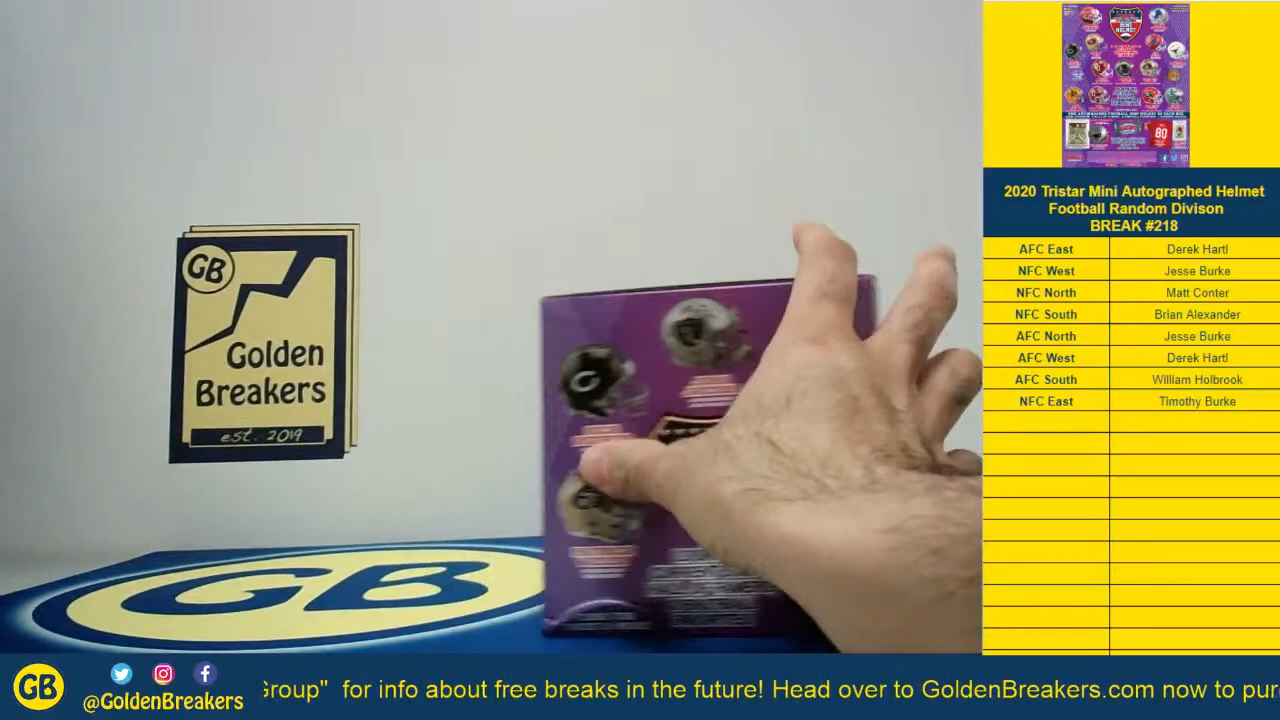 GB
Golden
Breakers
est. 2019
GB
2020 Tristar Mini Autographed Helmet
Football Random Divison
BREAK #218
AFC East Derek Hartl
NFC West Jesse Burke
NFC North Matt Conter
NFC South Brian Alexander
AFC North Jesse Burke
AFC West Derek Hartl
AFC South William Holbrook
NFC East Timothy Burke
GB
@GoldenBreakers
Group" for info about free breaks in the future! Head over to GoldenBreakers.com now to pur